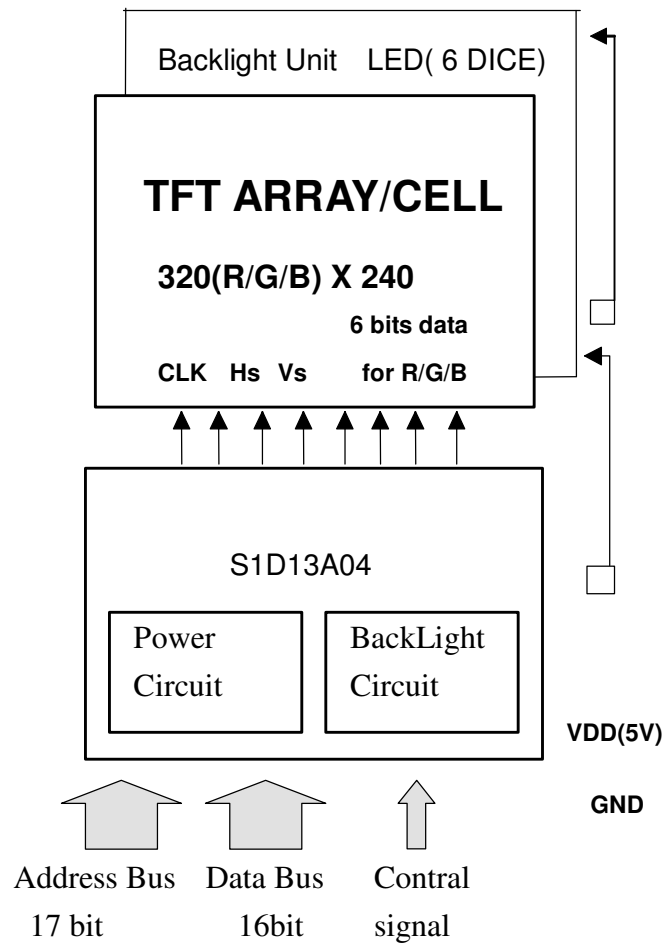 Backlight Unit LED( 6 DICE)
TFT ARRAY/CELL
320(R/G/B) X 240
6 bits data
CLK Hs Vs for R/G/B
S1D13A04
Power
Circuit
BackLight
Circuit
VDD(5V)
GND
Address Bus
17 bit
Data Bus
16bit
Contral
signal